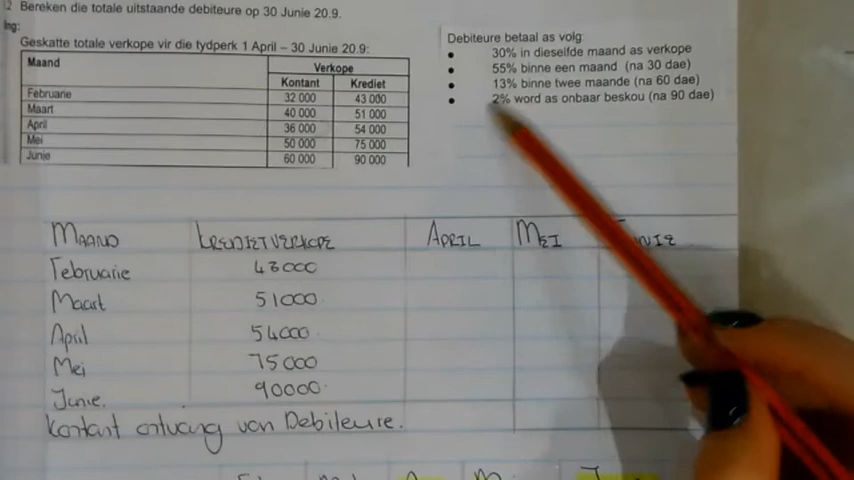 .2 Bereken die totale uitstaande debiteure op 30 Junie 20.9.
ing:
Geskatte totale verkope vir die tydperk 1 April – 30 Junie 20.9:
Maand Verkope
Kontant Krediet
Februarie 32 000 43 000
Maart 40 000 51 000
April 36 000 54 000
Mei 50 000 75 000
Junie 60 000 90 000
Debiteure betaal as volg:
• 30% in dieselfde maand as verkope
• 55% binne een maand (na 30 dae)
• 13% binne twee maande (na 60 dae)
• 2% word as onbaar beskou (na 90 dae)
MAAND KREDIETVERKOPE APRIL MEI JUNIE
Februarie 43000
Maart 51000
April 54000
Mei 75000
Junie. 90000
Kontant ontvang van Debiteure.